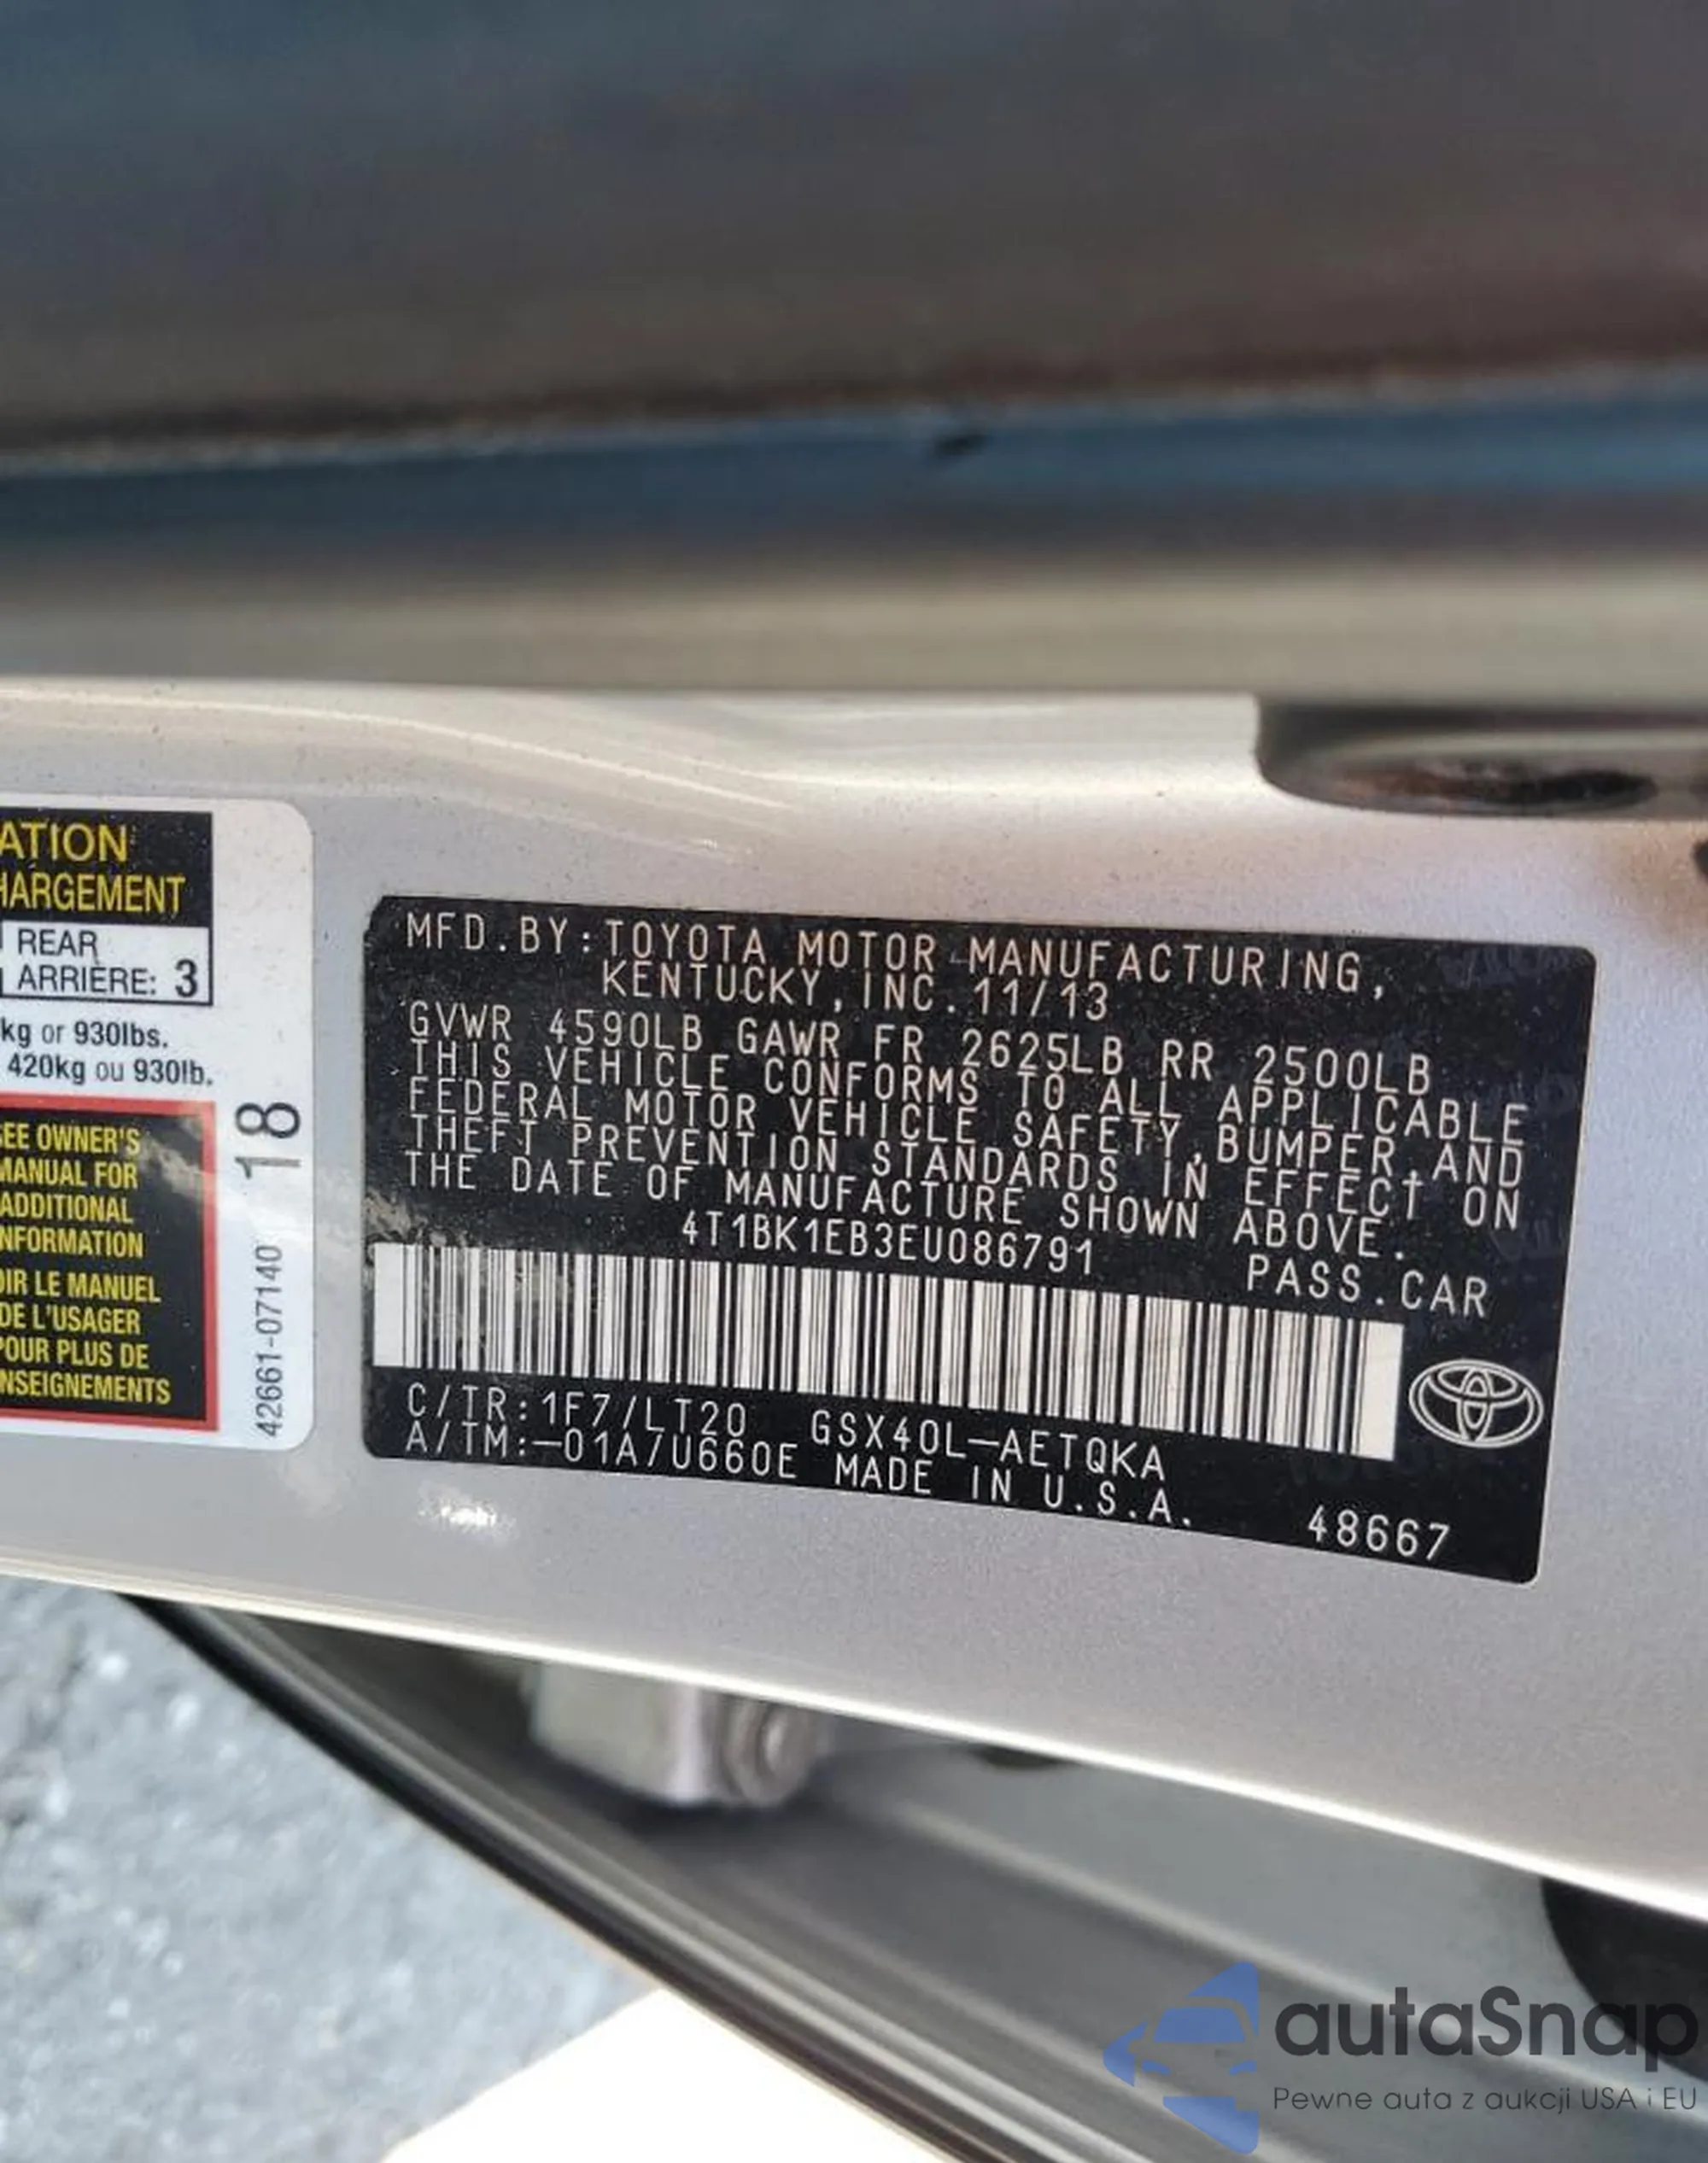 ATION
HARGEMENT
REAR
ARRIÈRE: 3
kg or 930lbs.
420kg ou 930lb.
SEE OWNER'S
MANUAL FOR
ADDITIONAL
NFORMATION
OIR LE MANUEL
DE L'USAGER
POUR PLUS DE
NSEIGNEMENTS
18
42661-07140
MFD.BY:TOYOTA MOTOR MANUFACTURING,
KENTUCKY,INC.11/13
GVWR 4590LB GAWR FR 2625LB RR 2500LB
THIS VEHICLE CONFORMS TO ALL APPLICABLE
FEDERAL MOTOR VEHICLE SAFETY,BUMPER,AND
THEFT PREVENTION STANDARDS IN EFFECT ON
THE DATE OF MANUFACTURE SHOWN ABOVE.
4T1BK1EB3EU086791
PASS.CAR
C/TR:1F7/LT20 GSX40L-AETQKA
A/TM:-01A/U660E MADE IN U.S.A.
48667
autaSnap
Pewne auta z aukcji USA i EU